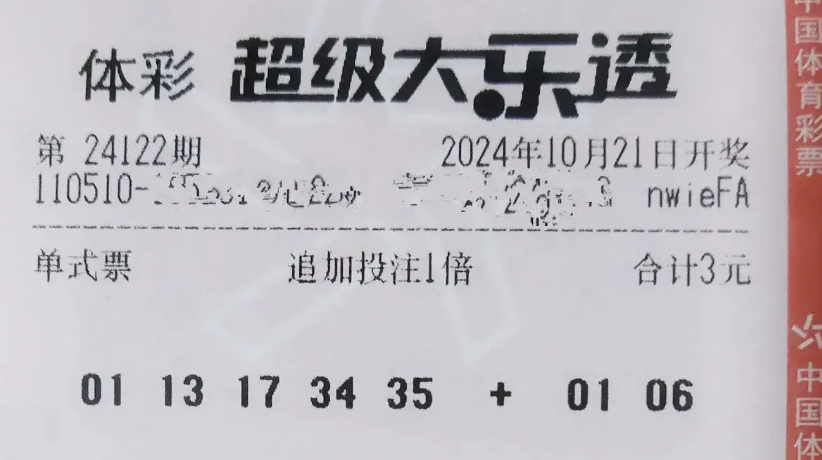 体彩 超级大乐透
第 24122期 2024年10月21日开奖
110510- nwieFA
单式票 追加投注1倍 合计3元
01 13 17 34 35 + 01 06
中国体育彩票
中国体